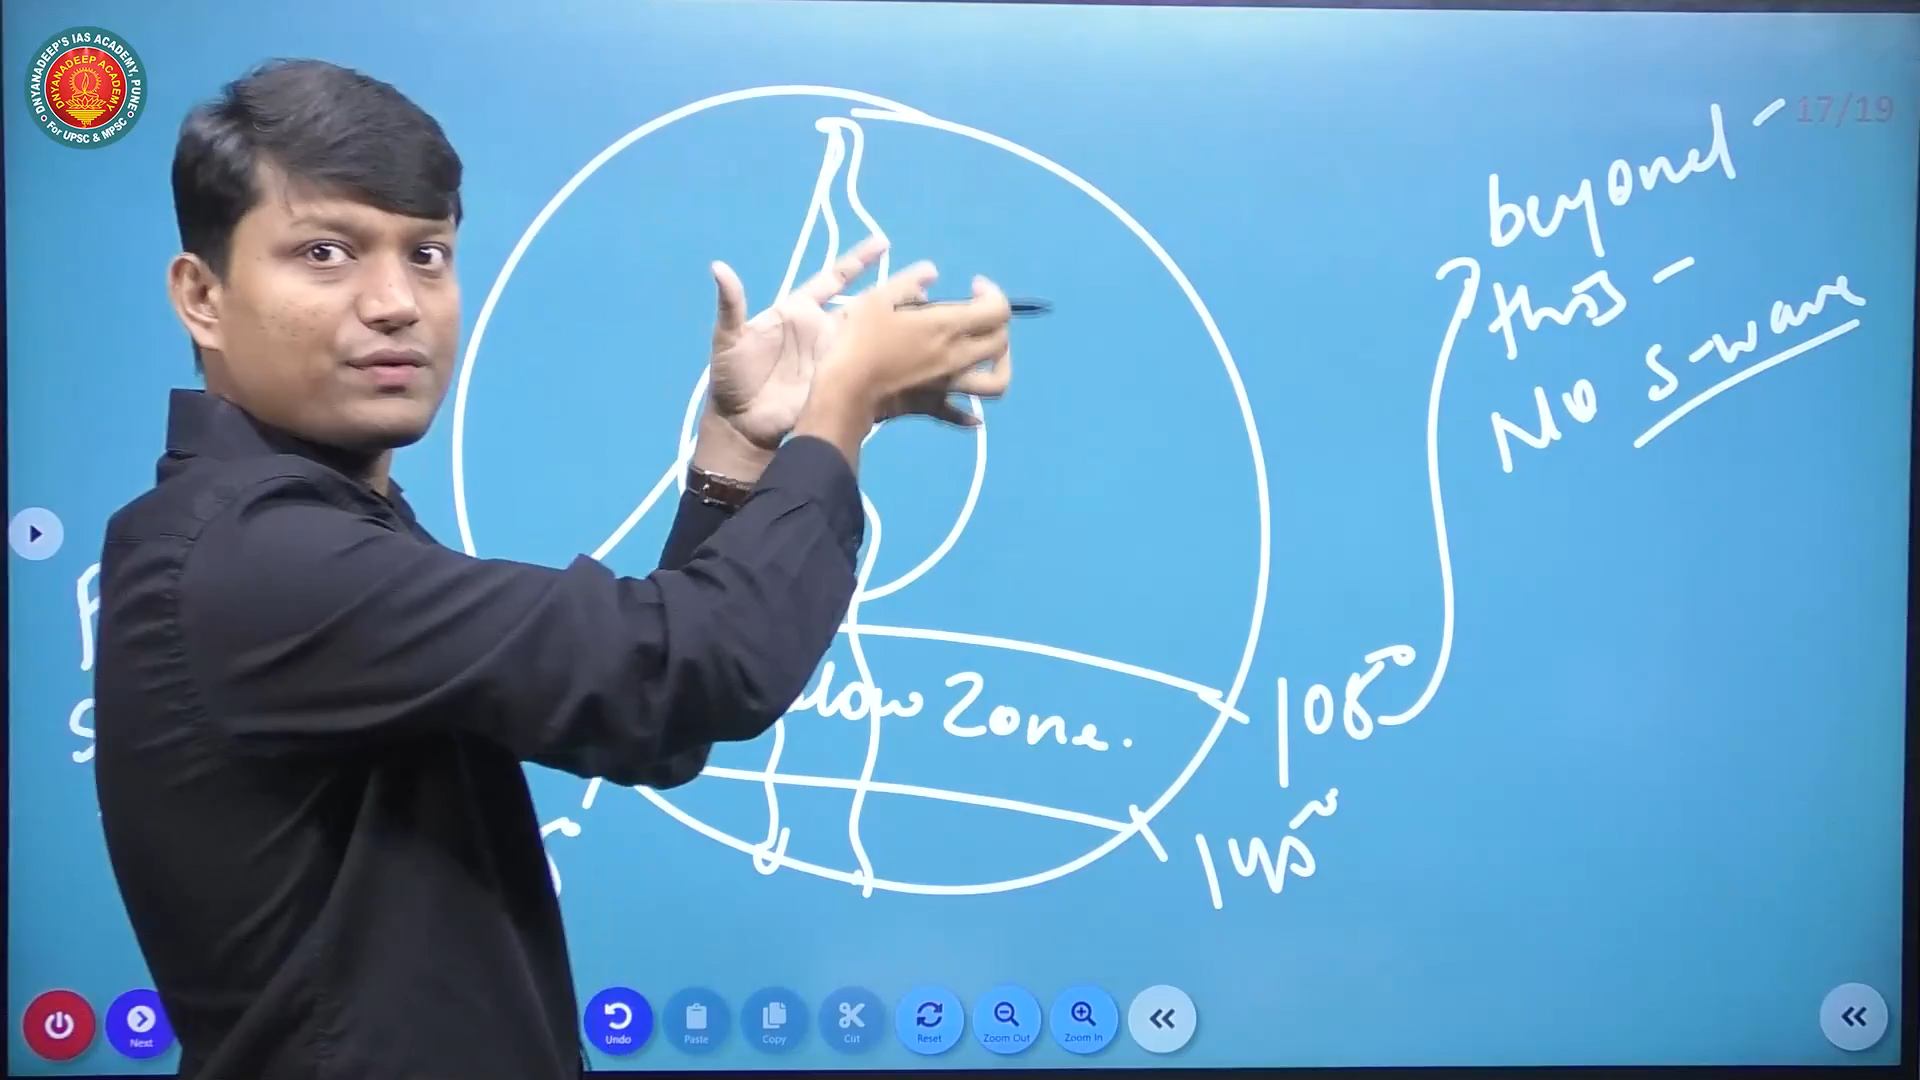 DNYANADEEP'S IAS ACADEMY, PUNE
DNYANADEEP ACADEMY
For UPSC & MPSC
17/19
beyond -
this -
No S-wave
Zone.
105°
145°
Next
Undo
Paste
Copy
Cut
Reset
Zoom Out
Zoom In